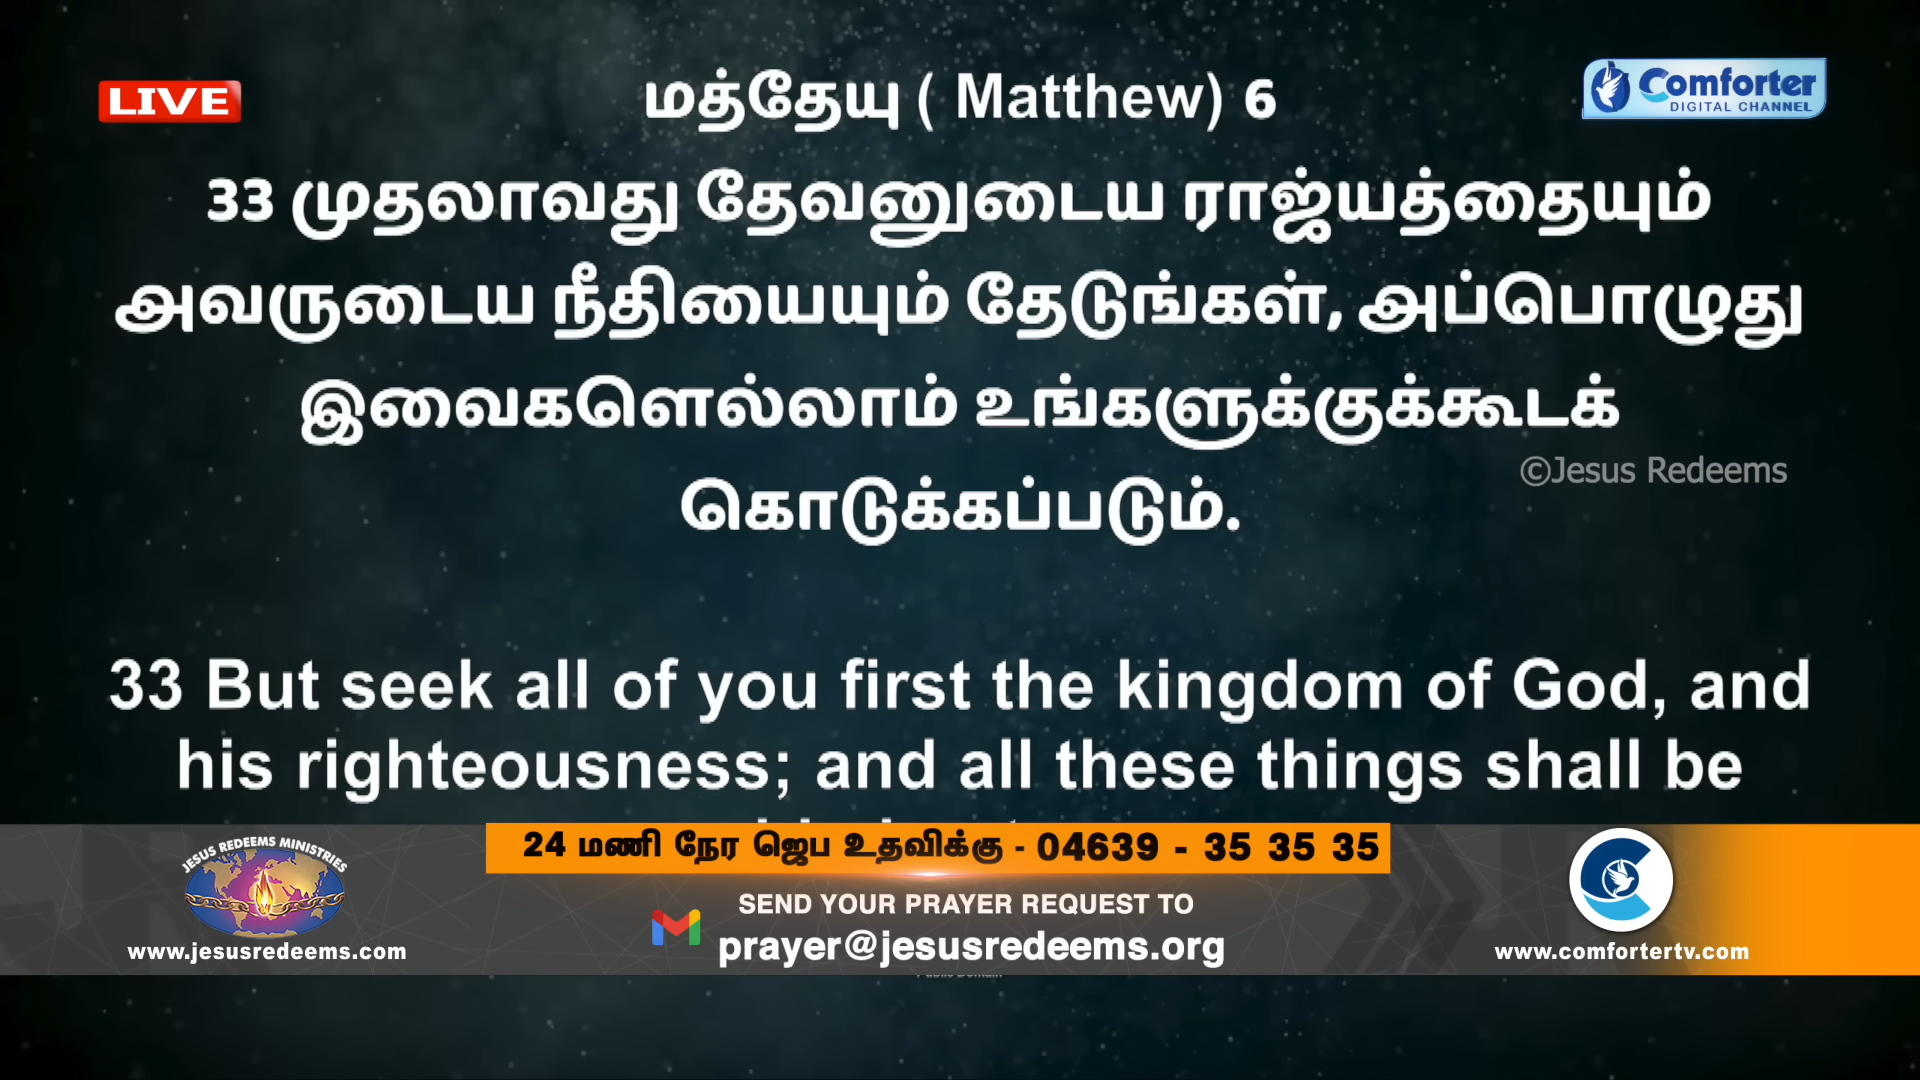 LIVE
மத்தேயு ( Matthew) 6
Comforter
DIGITAL CHANNEL
33 முதலாவது தேவனுடைய ராஜ்யத்தையும்
அவருடைய நீதியையும் தேடுங்கள், அப்பொழுது
இவைகளெல்லாம் உங்களுக்குக்கூடக்
©Jesus Redeems
கொடுக்கப்படும்.
33 But seek all of you first the kingdom of God, and
his righteousness; and all these things shall be
24 மணி நேர ஜெப உதவிக்கு - 04639 - 35 35 35
JESUS REDEEMS MINISTRIES
SEND YOUR PRAYER REQUEST TO
prayer@jesusredeems.org
www.jesusredeems.com
www.comfortertv.com